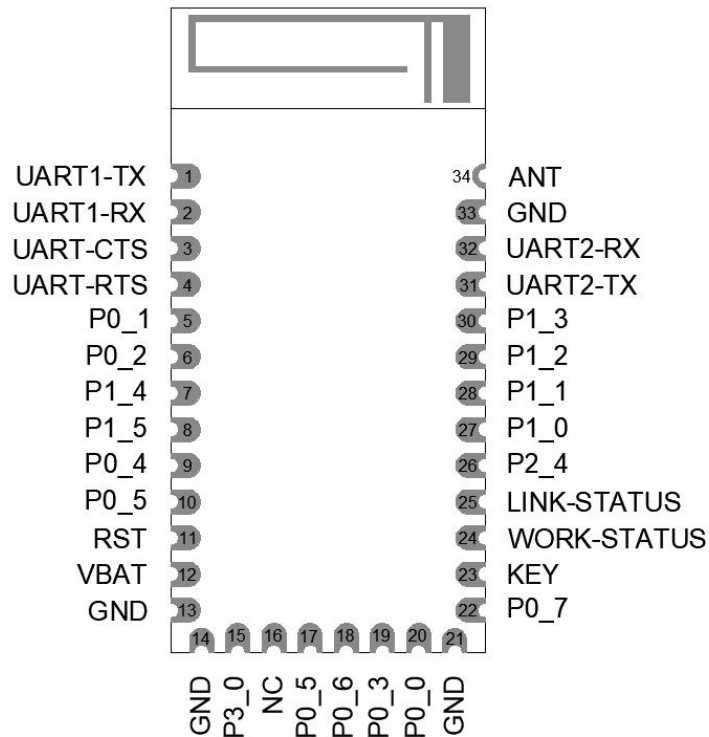 UART1-TX 1 34 ANT
UART1-RX 2 33 GND
UART-CTS 3 32 UART2-RX
UART-RTS 4 31 UART2-TX
P0_1 5 30 P1_3
P0_2 6 29 P1_2
P1_4 7 28 P1_1
P1_5 8 27 P1_0
P0_4 9 26 P2_4
P0_5 10 25 LINK-STATUS
RST 11 24 WORK-STATUS
VBAT 12 23 KEY
GND 13 22 P0_7
14 15 16 17 18 19 20 21
GND P3_0 NC P0_5 P0_6 P0_3 P0_0 GND